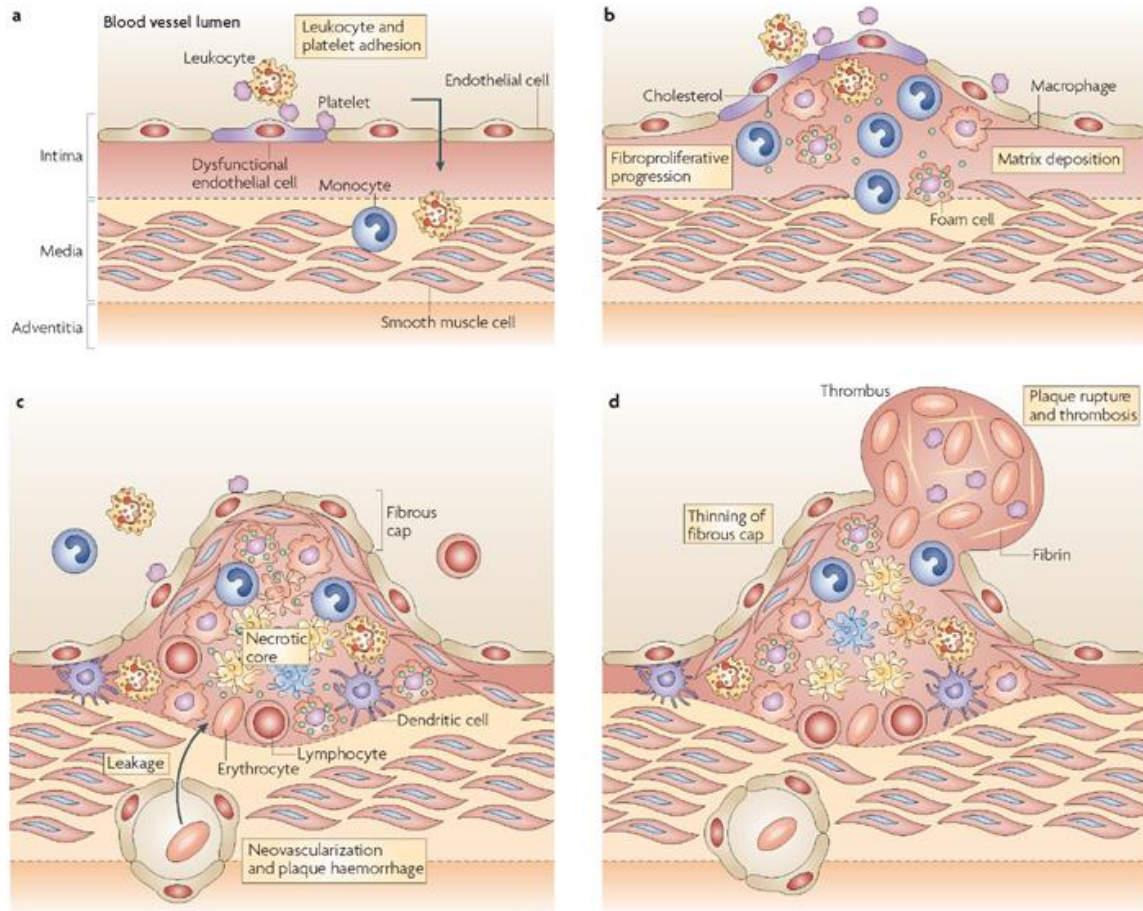 a
Blood vessel lumen
Leukocyte and
platelet adhesion
Leukocyte
Platelet
Endothelial cell
Intima
Dysfunctional
endothelial cell
Monocyte
Media
Smooth muscle cell
Adventitia
b
Cholesterol
Macrophage
Fibroproliferative
progression
Matrix deposition
Foam cell
c
Fibrous
cap
Necrotic
core
Dendritic cell
Lymphocyte
Leakage
Erythrocyte
Neovascularization
and plaque haemorrhage
d
Thrombus
Plaque rupture
and thrombosis
Thinning of
fibrous cap
Fibrin